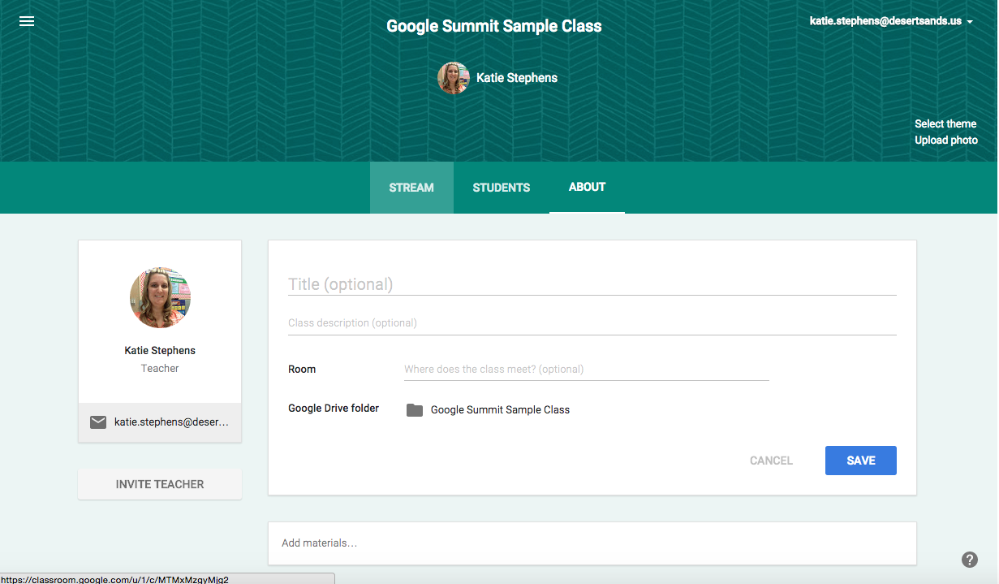 Google Summit Sample Class
katie.stephens@desertsands.us
Katie Stephens
Select theme
Upload photo
STREAM
STUDENTS
ABOUT
Katie Stephens
Teacher
katie.stephens@deser...
INVITE TEACHER
Title (optional)
Class description (optional)
Room
Where does the class meet? (optional)
Google Drive folder
Google Summit Sample Class
CANCEL
SAVE
Add materials...
?
https://classroom.google.com/u/1/c/MTMxMzgyMjg2